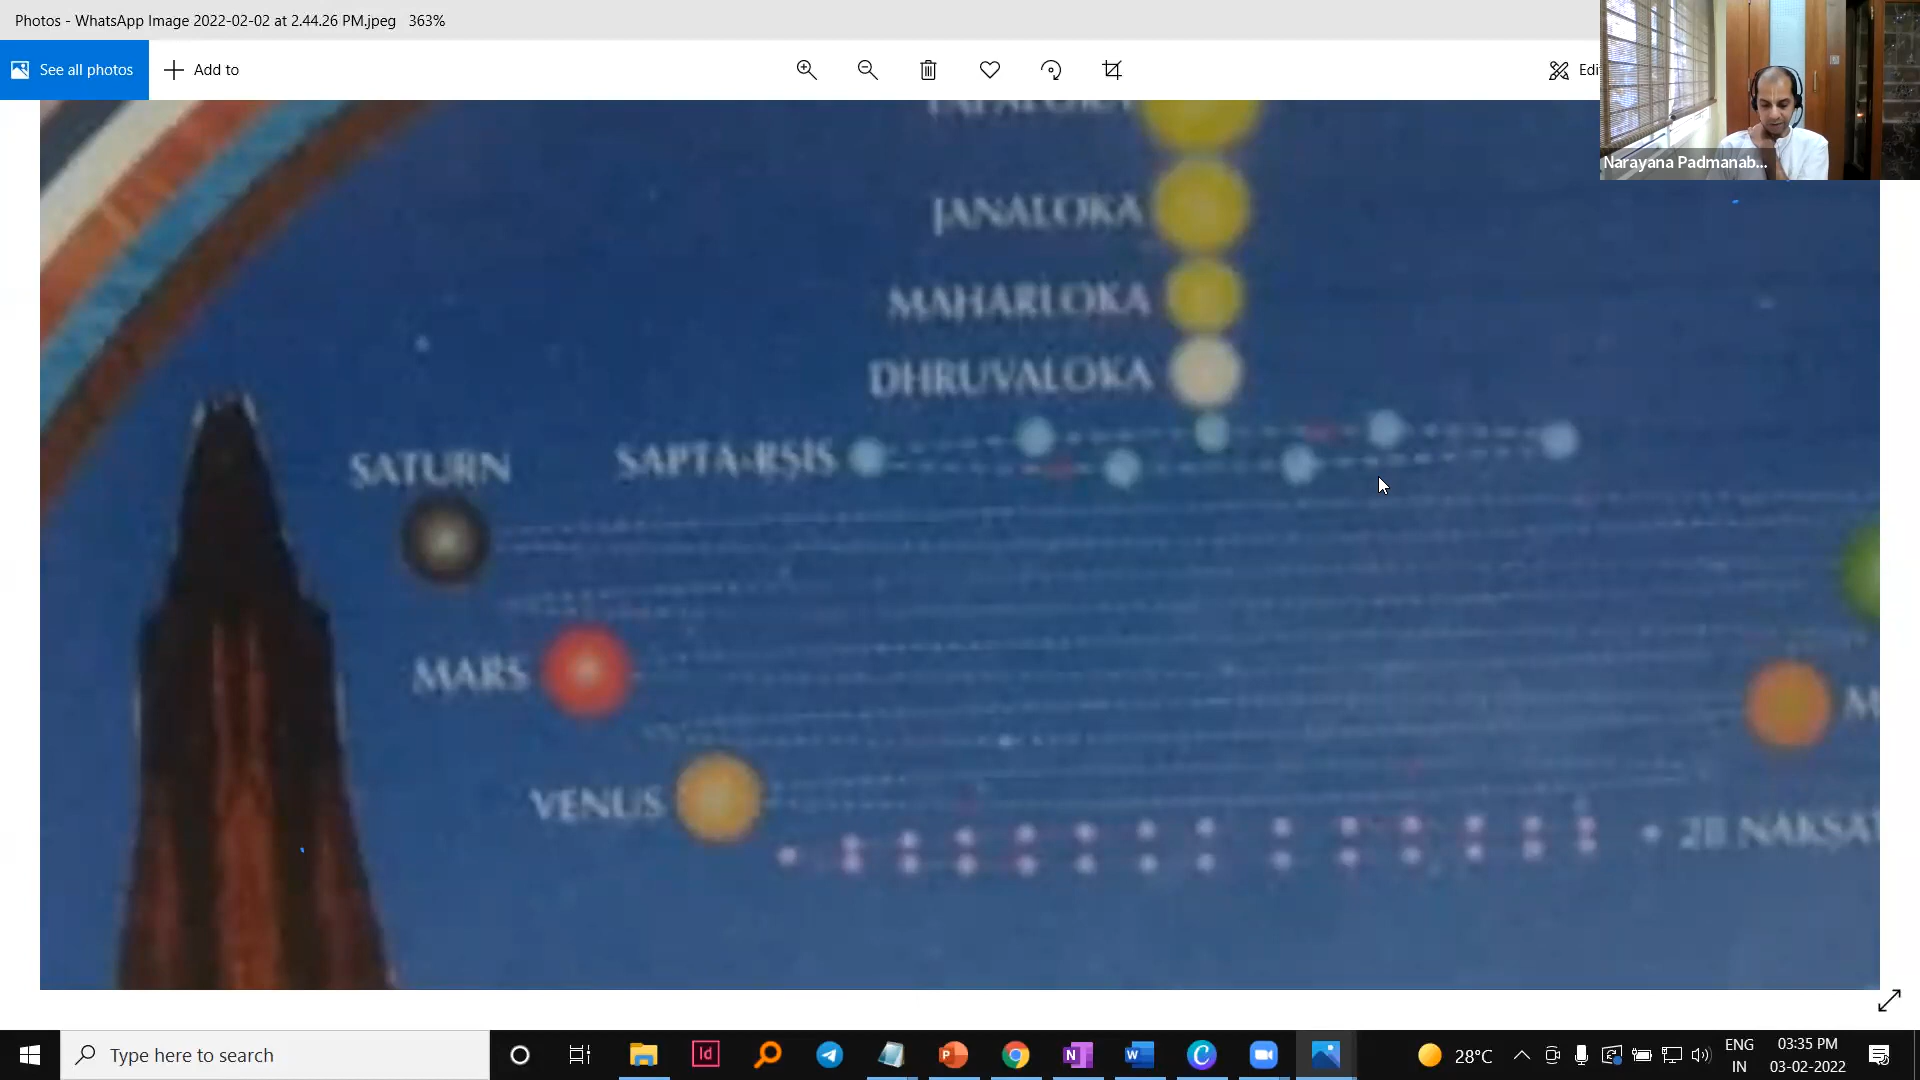 Photos - WhatsApp Image 2022-02-02 at 2.44.26 PM.jpeg 363%
See all photos
Add to
Narayana Padmanab...
JANALOKA
MAHARLOKA
DHRUVALOKA
SATURN
SAPTA-RSIS
MARS
VENUS
28
Type here to search
28°C
ENG
IN
03:35 PM
03-02-2022